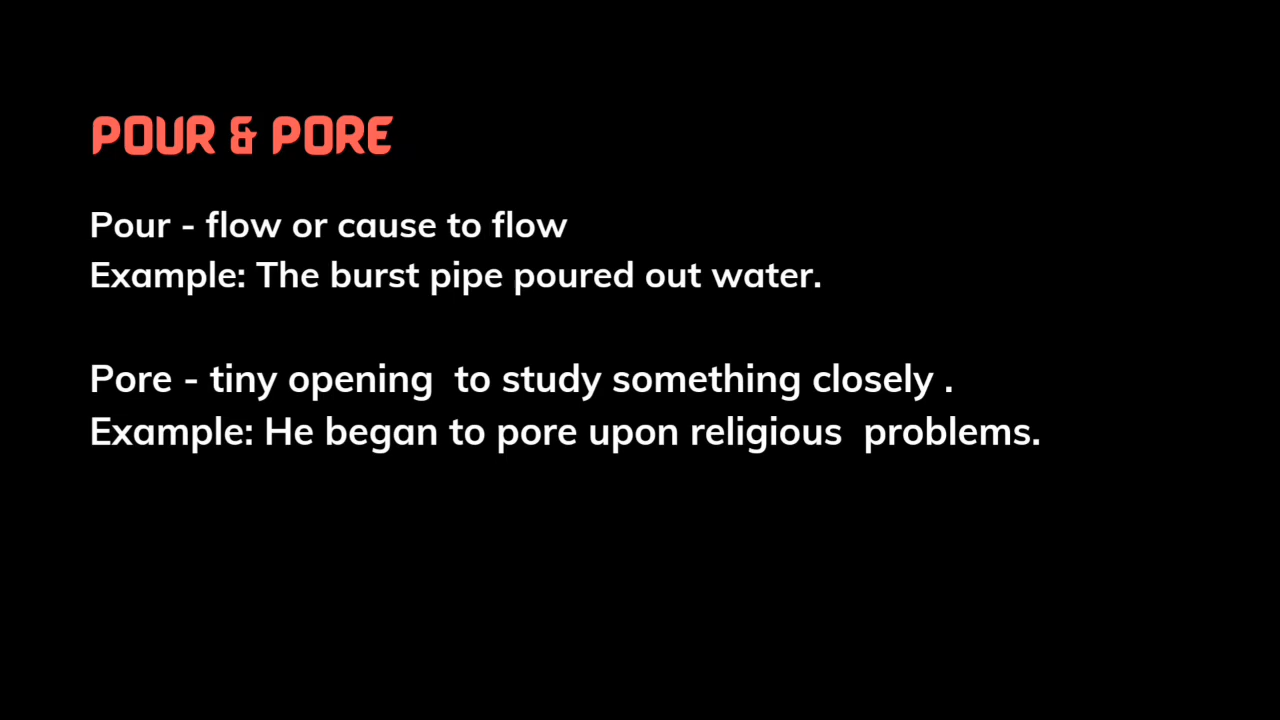 POUR & PORE
Pour - flow or cause to flow
Example: The burst pipe poured out water.
Pore - tiny opening  to study something closely .
Example: He began to pore upon religious  problems.